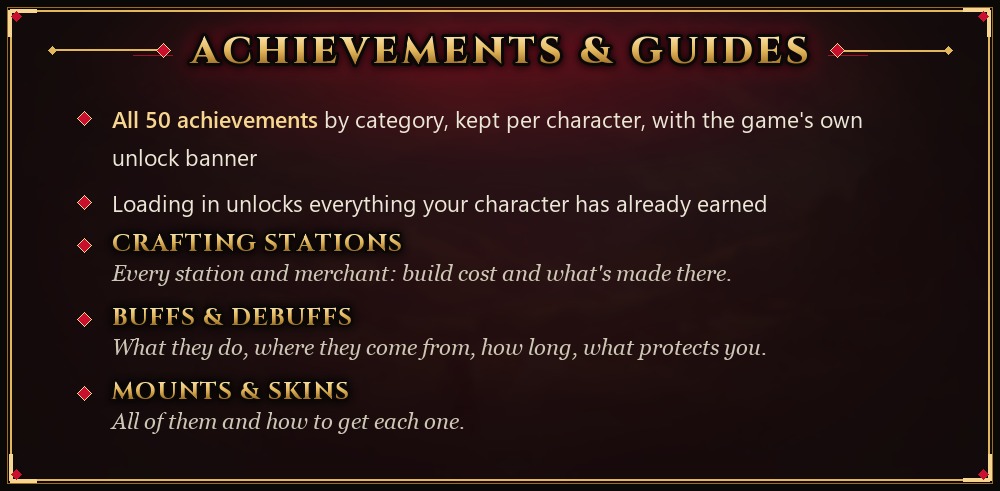 ACHIEVEMENTS & GUIDES
All 50 achievements by category, kept per character, with the game's own
unlock banner
Loading in unlocks everything your character has already earned
CRAFTING STATIONS
Every station and merchant: build cost and what's made there.
BUFFS & DEBUFFS
What they do, where they come from, how long, what protects you.
MOUNTS & SKINS
All of them and how to get each one.